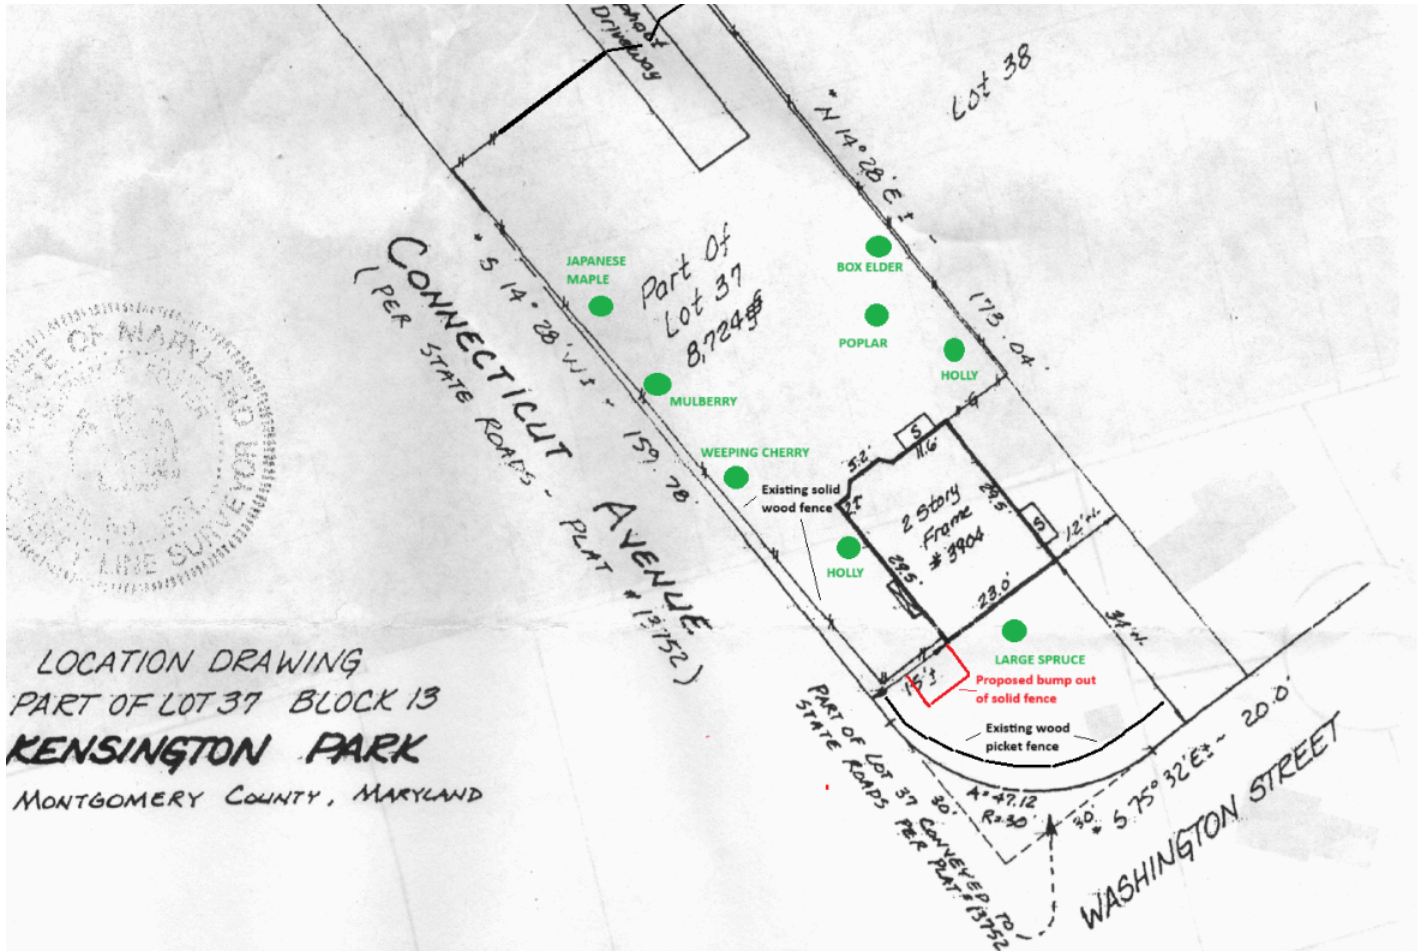 Driveway
Lot 38
* N 14° 28' E ±
173.04'
Part Of
Lot 37
8,724
JAPANESE
MAPLE
BOX ELDER
POPLAR
HOLLY
MULBERRY
WEEPING CHERRY
HOLLY
LARGE SPRUCE
CONNECTICUT AVENUE
(PER STATE ROADS - PLAT # 13752)
* S 14° 28' W ±
159.78'
Existing solid
wood fence
S
11.6'
5.2'
29.5'
2 Story
Frame
# 3904
S
12'±
29.5'
23.0'
34'±
15'±
Proposed bump out
of solid fence
Existing wood
picket fence
A=47.12
R=30'
30'
30'
* S 75° 32' E ±
20.0'
WASHINGTON STREET
PART OF LOT 37 CONVEYED TO
STATE ROADS PER PLAT # 13752
STATE OF MARYLAND
PROPERTY LINE SURVEYOR
LOCATION DRAWING
PART OF LOT 37 BLOCK 13
KENSINGTON PARK
MONTGOMERY COUNTY, MARYLAND